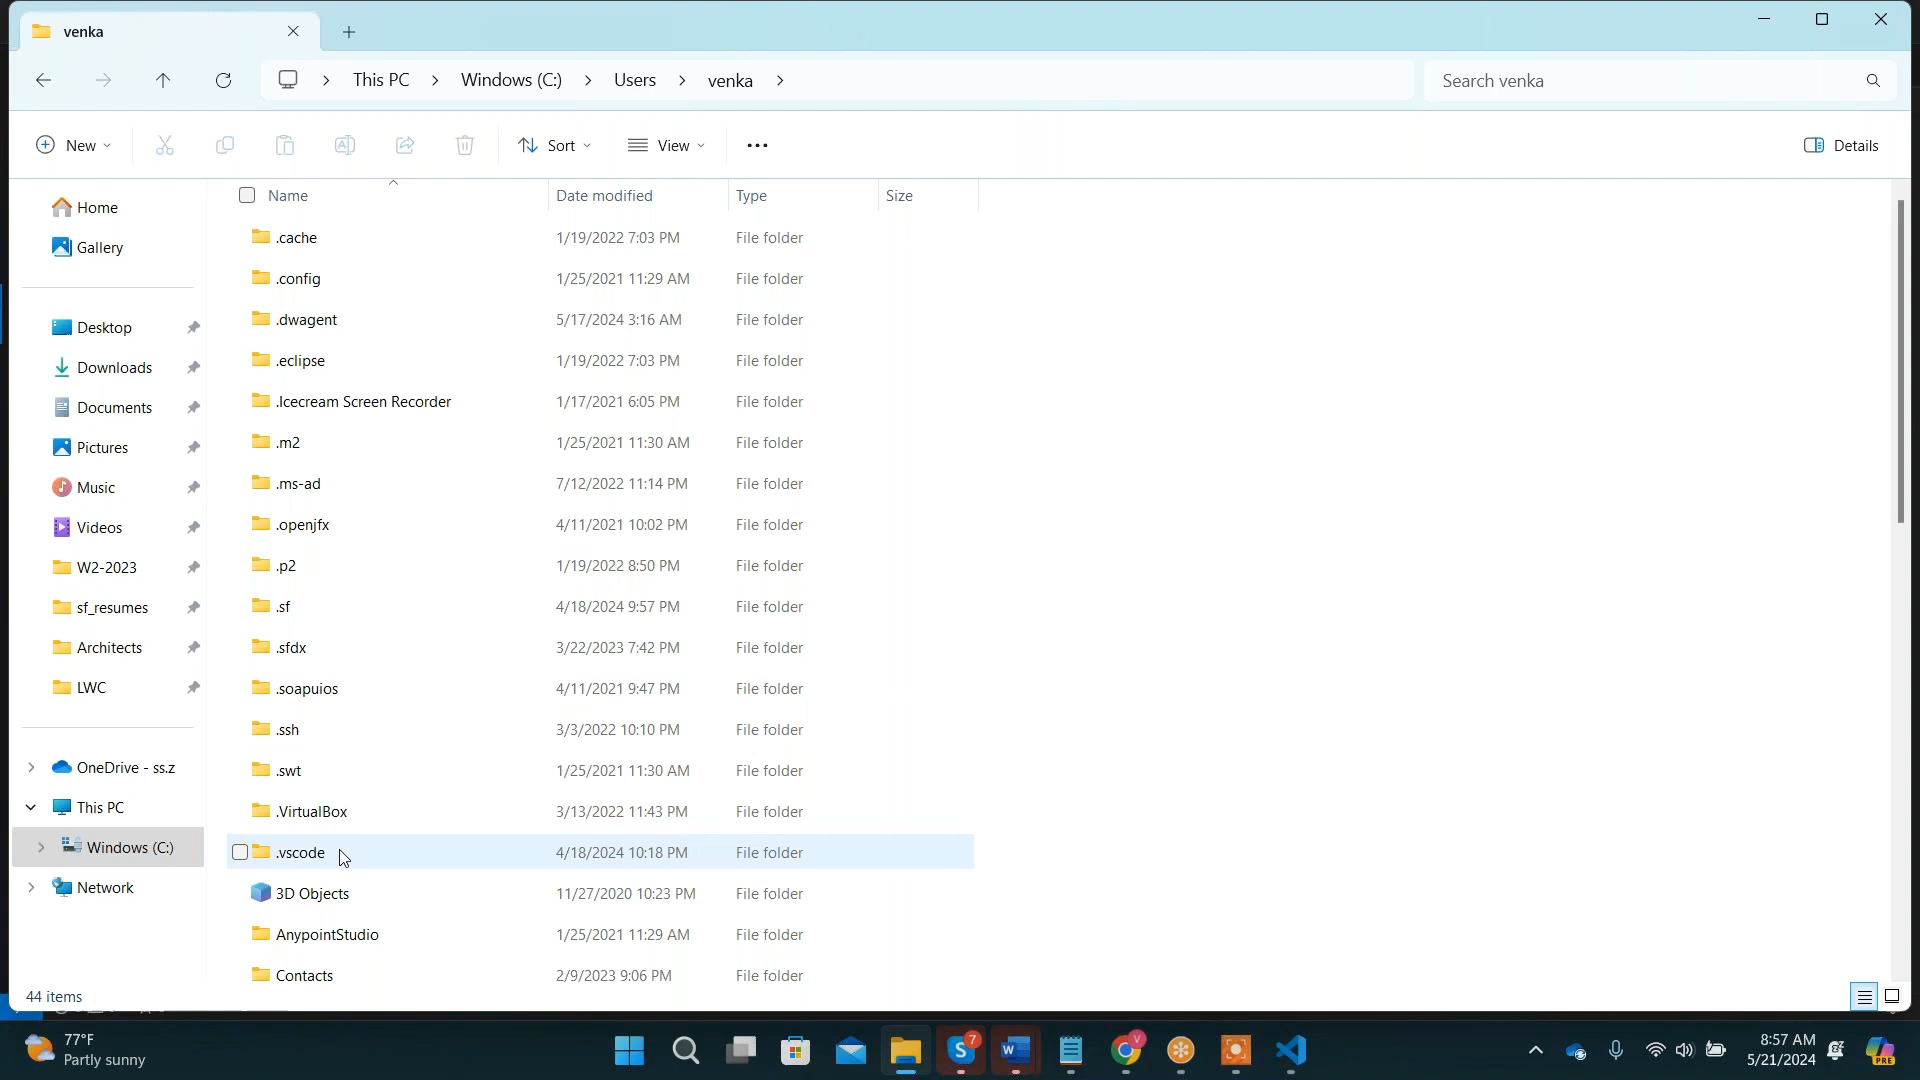 venka
This PC
Windows (C:)
Users
venka
Search venka
New
Sort
View
Details
Name
Date modified
Type
Size
Home
Gallery
Desktop
Downloads
Documents
Pictures
Music
Videos
W2-2023
sf_resumes
Architects
LWC
OneDrive - ss.z
This PC
Windows (C:)
Network
.cache 1/19/2022 7:03 PM File folder
.config 1/25/2021 11:29 AM File folder
.dwagent 5/17/2024 3:16 AM File folder
.eclipse 1/19/2022 7:03 PM File folder
.Icecream Screen Recorder 1/17/2021 6:05 PM File folder
.m2 1/25/2021 11:30 AM File folder
.ms-ad 7/12/2022 11:14 PM File folder
.openjfx 4/11/2021 10:02 PM File folder
.p2 1/19/2022 8:50 PM File folder
.sf 4/18/2024 9:57 PM File folder
.sfdx 3/22/2023 7:42 PM File folder
.soapuios 4/11/2021 9:47 PM File folder
.ssh 3/3/2022 10:10 PM File folder
.swt 1/25/2021 11:30 AM File folder
.VirtualBox 3/13/2022 11:43 PM File folder
.vscode 4/18/2024 10:18 PM File folder
3D Objects 11/27/2020 10:23 PM File folder
AnypointStudio 1/25/2021 11:29 AM File folder
Contacts 2/9/2023 9:06 PM File folder
44 items
77°F
Partly sunny
S
7
W
V
8:57 AM
5/21/2024
PRE